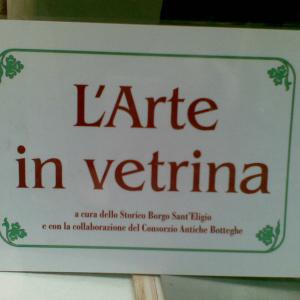 L'Arte
in vetrina
a cura dello Storico Borgo Sant'Eligio
e con la collaborazione del Consorzio Antiche Botteghe